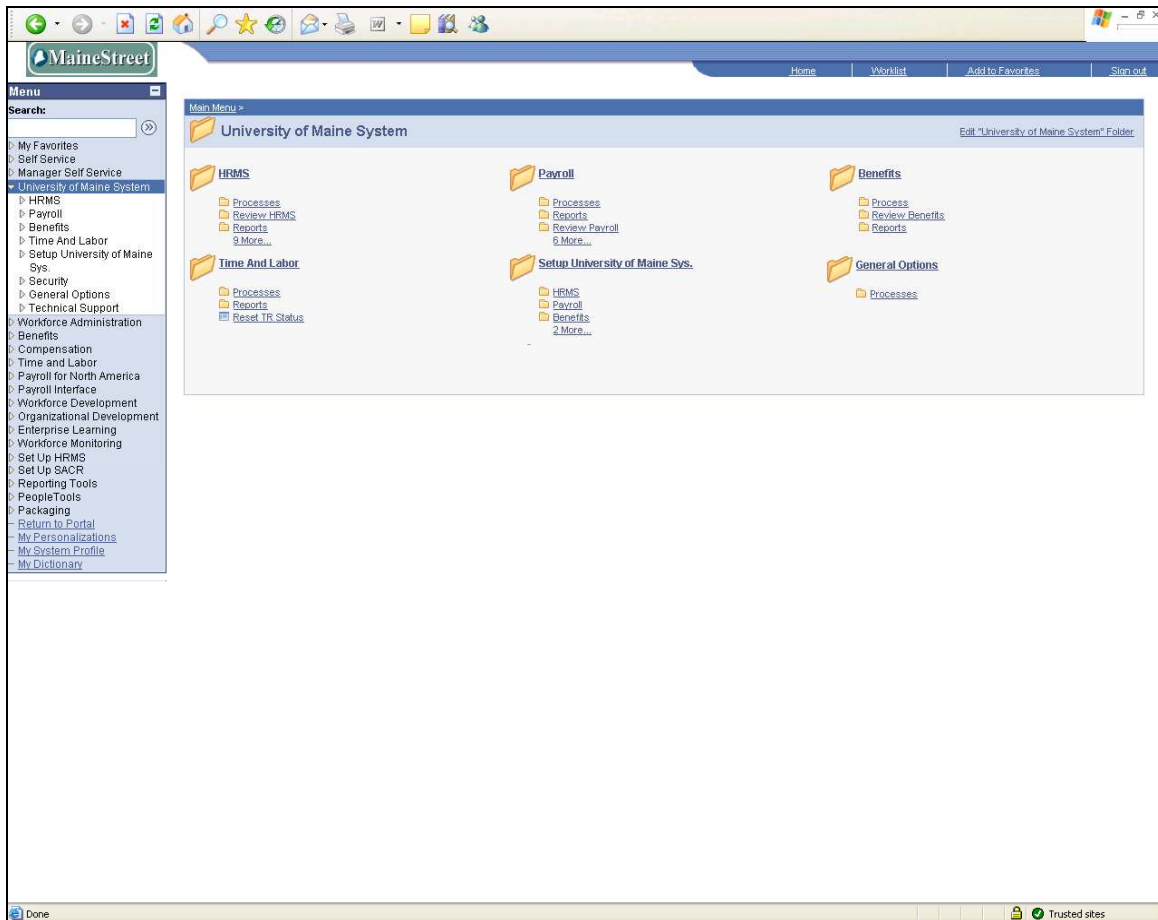 MaineStreet
Home Worklist Add to Favorites Sign out
Menu
Search:
My Favorites
Self Service
Manager Self Service
University of Maine System
HRMS
Payroll
Benefits
Time And Labor
Setup University of Maine
Sys.
Security
General Options
Technical Support
Workforce Administration
Benefits
Compensation
Time and Labor
Payroll for North America
Payroll Interface
Workforce Development
Organizational Development
Enterprise Learning
Workforce Monitoring
Set Up HRMS
Set Up SACR
Reporting Tools
PeopleTools
Packaging
Return to Portal
My Personalizations
My System Profile
My Dictionary
Main Menu >
University of Maine System
Edit "University of Maine System" Folder
HRMS
Processes
Review HRMS
Reports
9 More...
Payroll
Processes
Reports
Review Payroll
6 More...
Benefits
Process
Review Benefits
Reports
Time And Labor
Processes
Reports
Reset TR Status
Setup University of Maine Sys.
HRMS
Payroll
Benefits
2 More...
General Options
Processes
Done
Trusted sites